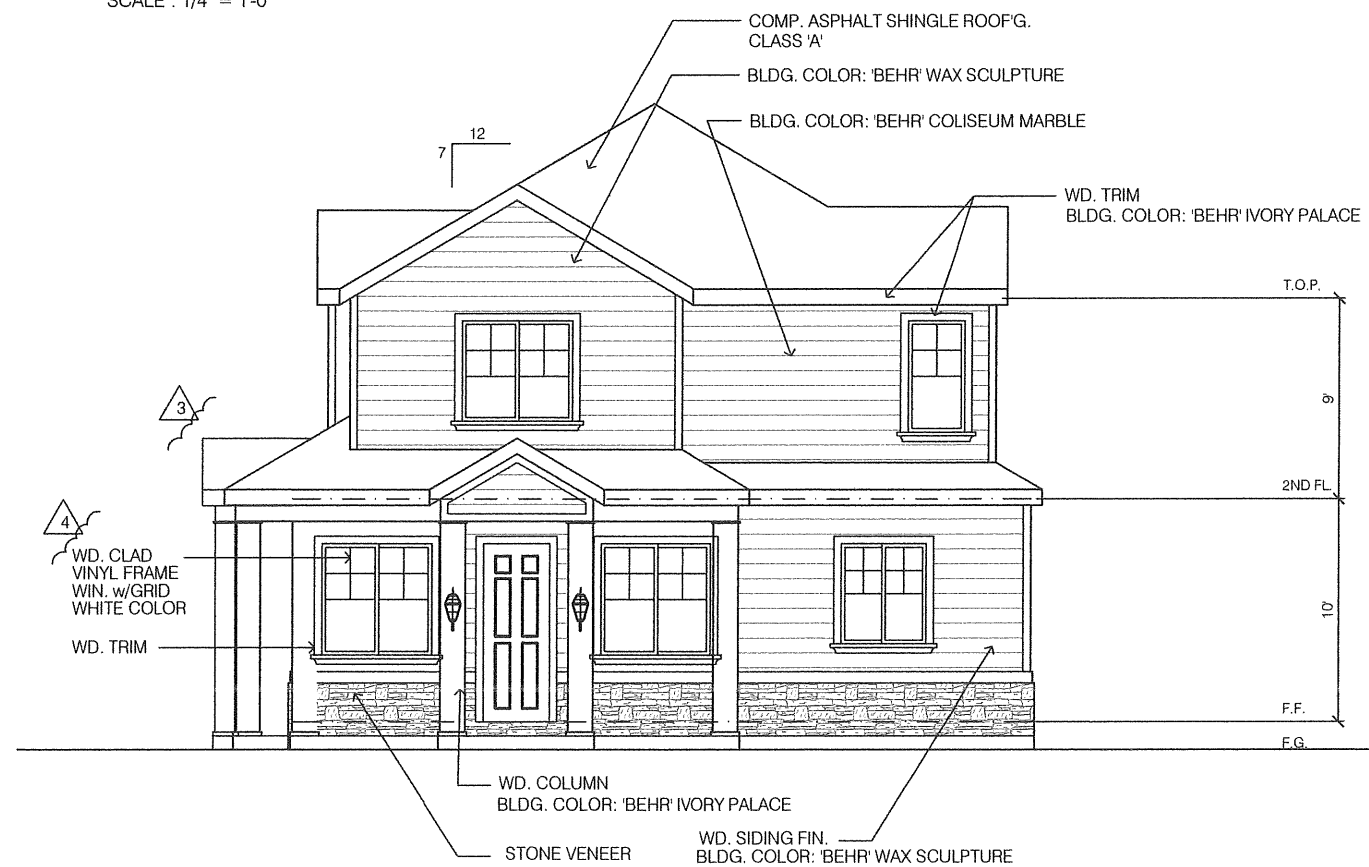 SCALE : 1/4" = 1'-0"
COMP. ASPHALT SHINGLE ROOF'G.
CLASS 'A'
BLDG. COLOR: 'BEHR' WAX SCULPTURE
BLDG. COLOR: 'BEHR' COLISEUM MARBLE
12
7
WD. TRIM
BLDG. COLOR: 'BEHR' IVORY PALACE
T.O.P.
9'
3
2ND FL.
4
WD. CLAD
VINYL FRAME
WIN. w/GRID
WHITE COLOR
10'
WD. TRIM
F.F.
F.G.
WD. COLUMN
BLDG. COLOR: 'BEHR' IVORY PALACE
STONE VENEER
WD. SIDING FIN.
BLDG. COLOR: 'BEHR' WAX SCULPTURE